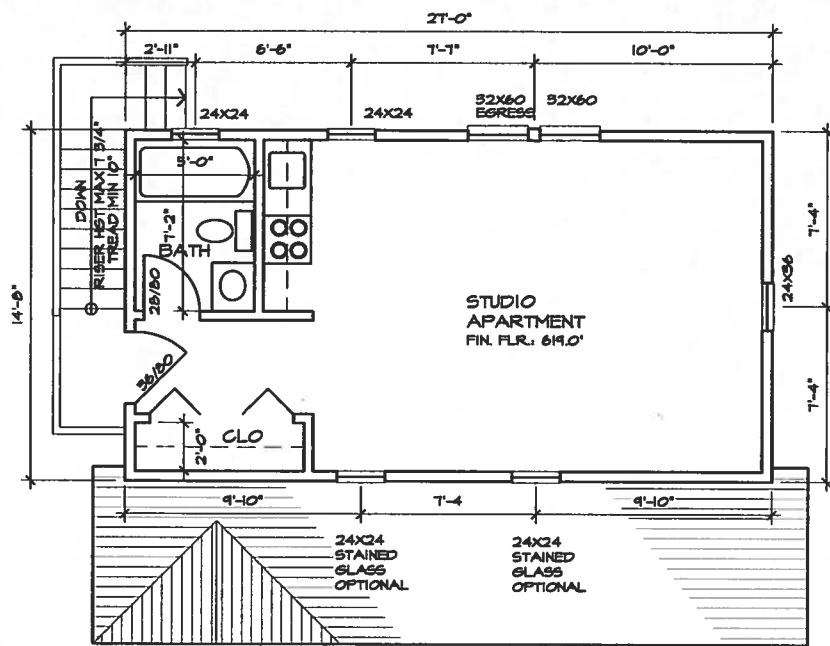 27'-0"
2'-11"
6'-6"
7'-7"
10'-0"
24X24
24X24
32X60
EGRESS
32X60
DOWN
RISER HGT MAX 7 3/4"
TREAD MIN 10"
14'-8"
5'-0"
7'-2"
BATH
28/80
36/80
2'-0"
CLO
STUDIO
APARTMENT
FIN. FLR.: 619.0'
7'-4"
24X36
7'-4"
9'-10"
7'-4
9'-10"
24X24
STAINED
GLASS
OPTIONAL
24X24
STAINED
GLASS
OPTIONAL